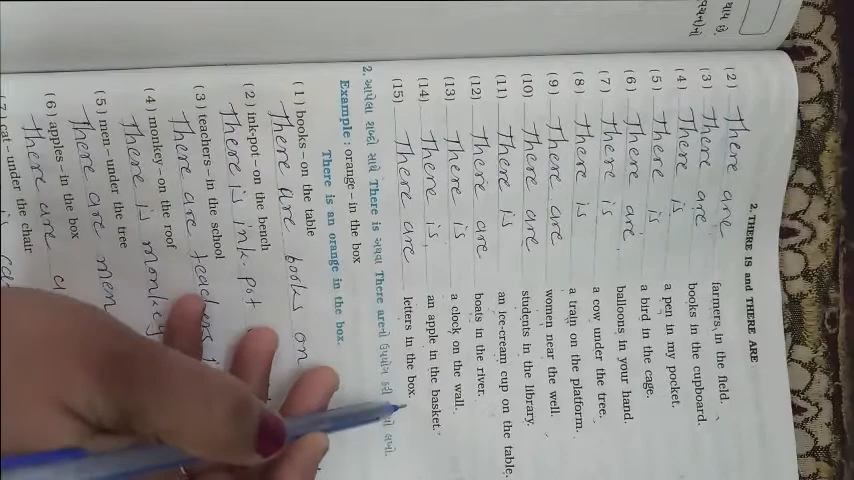 2. THERE IS and THERE ARE
(2) There are farmers in the field.
(3) There are books in the cupboard.
(4) There is a pen in my pocket.
(5) There is a bird in the cage.
(6) There are balloons in your hand.
(7) There is a cow under the tree.
(8) There is a train on the platform.
(9) There are women near the well.
(10) There are students in the library.
(11) There is an ice-cream cup on the table.
(12) There are boats in the river.
(13) There is a clock on the wall.
(14) There is an apple in the basket.
(15) There are letters in the box.
2. આપેલા શબ્દો સાથે There is અથવા There are નો ઉપયોગ કરી
Example : orange – in the box
There is an orange in the box.
(1) books – on the table
There are books on
(2) ink-pot – on the bench
There is ink-pot
(3) teachers – in the school
There are teachers
(4) monkey – on the roof
There is monkey
(5) men – under the tree
There are men
(6) apples – in the box
There are a
cat – under the chair